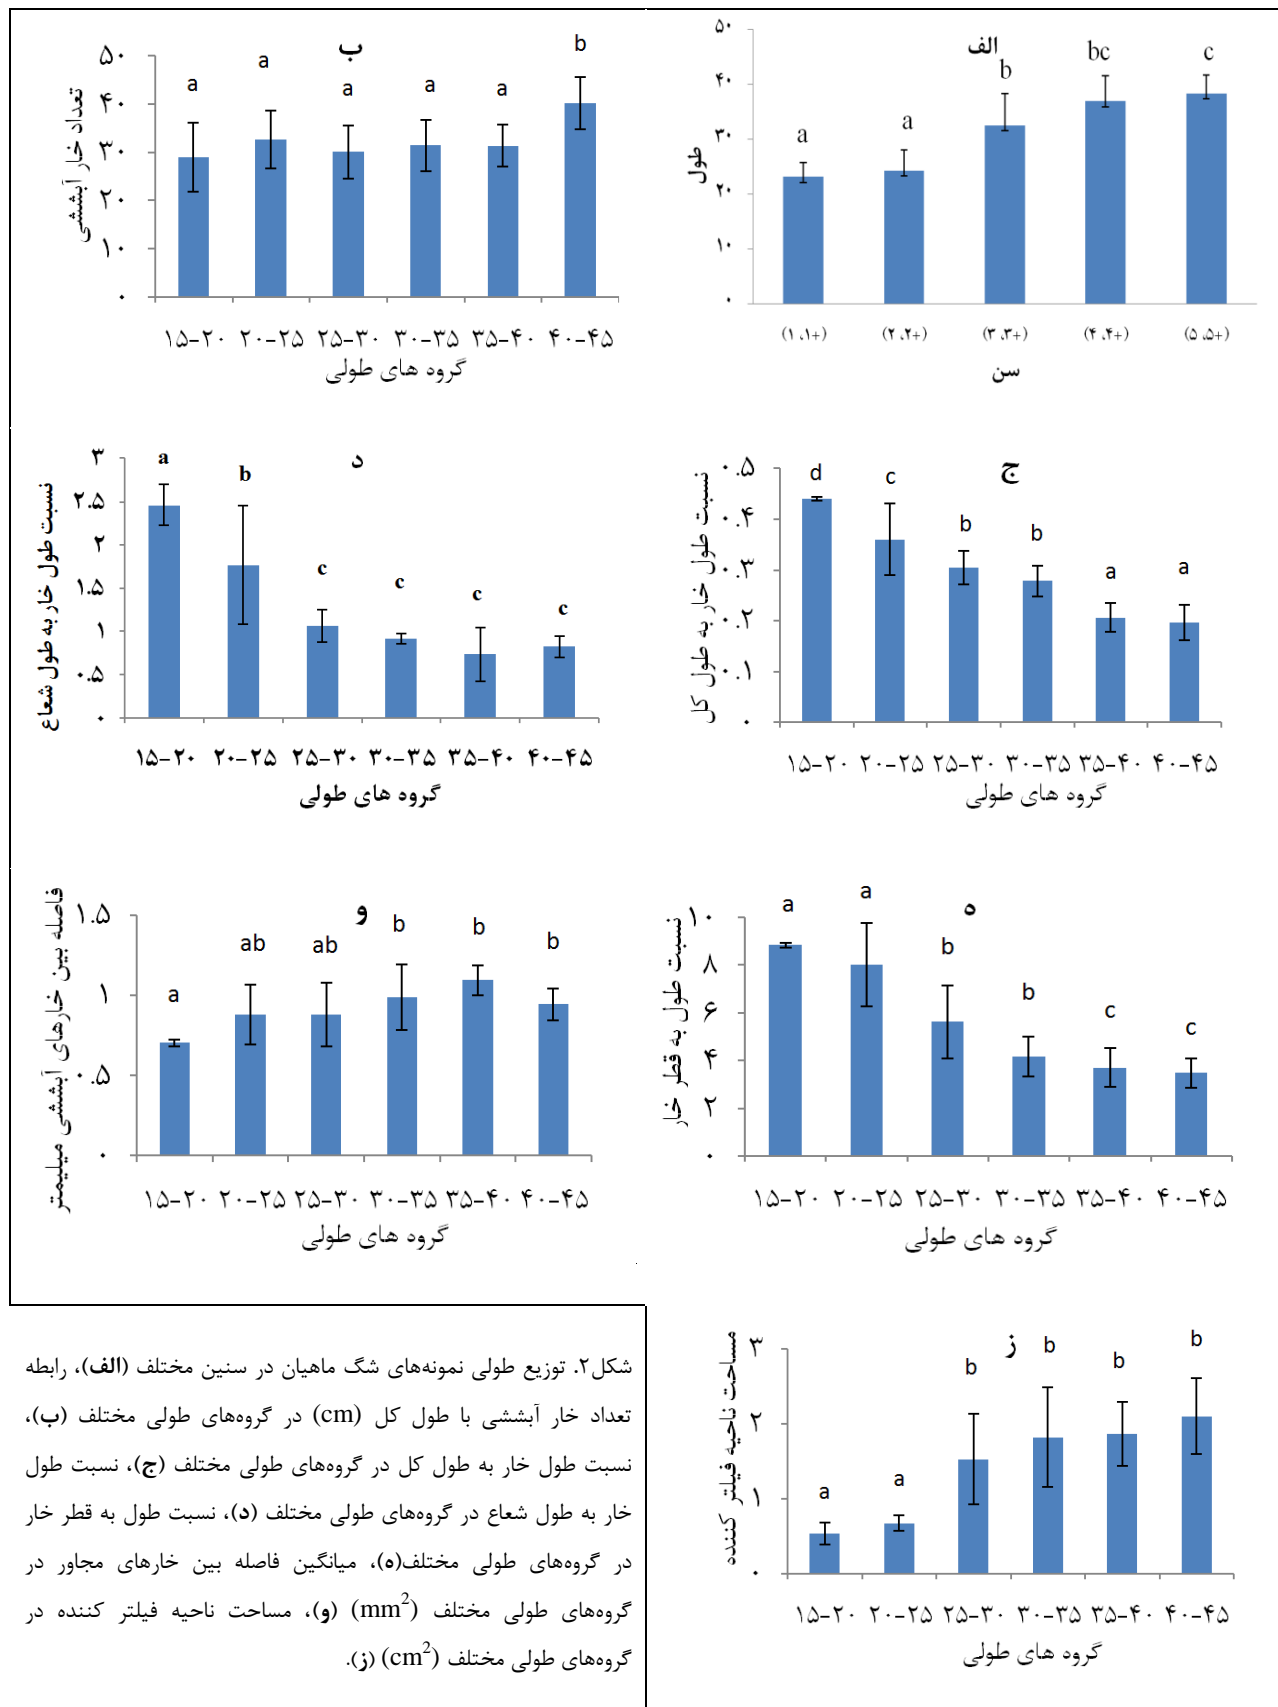 الف
۵۰
۴۰
۳۰
۲۰
۱۰
۰
طول
a
a
b
bc
c
(۱ ،۱+)
(۲ ،۲+)
(۳ ،۳+)
(۴ ،۴+)
(۵ ،۵+)
سن
ب
۵۰
۴۰
۳۰
۲۰
۱۰
۰
تعداد خار آبششی
a
a
a
a
a
b
۱۵-۲۰ ۲۰-۲۵ ۲۵-۳۰ ۳۰-۳۵ ۳۵-۴۰ ۴۰-۴۵
گروه های طولی
ج
۰.۵
۰.۴
۰.۳
۰.۲
۰.۱
۰
نسبت طول خار به طول کل
d
c
b
b
a
a
۱۵-۲۰ ۲۰-۲۵ ۲۵-۳۰ ۳۰-۳۵ ۳۵-۴۰ ۴۰-۴۵
گروه های طولی
د
۳
۲.۵
۲
۱.۵
۱
۰.۵
۰
نسبت طول خار به طول شعاع
a
b
c
c
c
c
۱۵-۲۰ ۲۰-۲۵ ۲۵-۳۰ ۳۰-۳۵ ۳۵-۴۰ ۴۰-۴۵
گروه های طولی
ه
۱۰
۸
۶
۴
۲
۰
نسبت طول به قطر خار
a
a
b
b
c
c
۱۵-۲۰ ۲۰-۲۵ ۲۵-۳۰ ۳۰-۳۵ ۳۵-۴۰ ۴۰-۴۵
گروه های طولی
و
۱.۵
۱
۰.۵
۰
فاصله بین خارهای آبششی میلیمتر
a
ab
ab
b
b
b
۱۵-۲۰ ۲۰-۲۵ ۲۵-۳۰ ۳۰-۳۵ ۳۵-۴۰ ۴۰-۴۵
گروه های طولی
ز
۳
۲
۱
۰
مساحت ناحیه فیلتر کننده
a
a
b
b
b
b
۱۵-۲۰ ۲۰-۲۵ ۲۵-۳۰ ۳۰-۳۵ ۳۵-۴۰ ۴۰-۴۵
گروه های طولی
شکل۲. توزیع طولی نمونه‌های شگ ماهیان در سنین مختلف (الف)، رابطه
تعداد خار آبششی با طول کل (cm) در گروه‌های طولی مختلف (ب)،
نسبت طول خار به طول کل در گروه‌های طولی مختلف (ج)، نسبت طول
خار به طول شعاع در گروه‌های طولی مختلف (د)، نسبت طول به قطر خار
در گروه‌های طولی مختلف(ه)، میانگین فاصله بین خارهای مجاور در
گروه‌های طولی مختلف (mm²) (و)، مساحت ناحیه فیلتر کننده در
گروه‌های طولی مختلف (cm²) (ز).